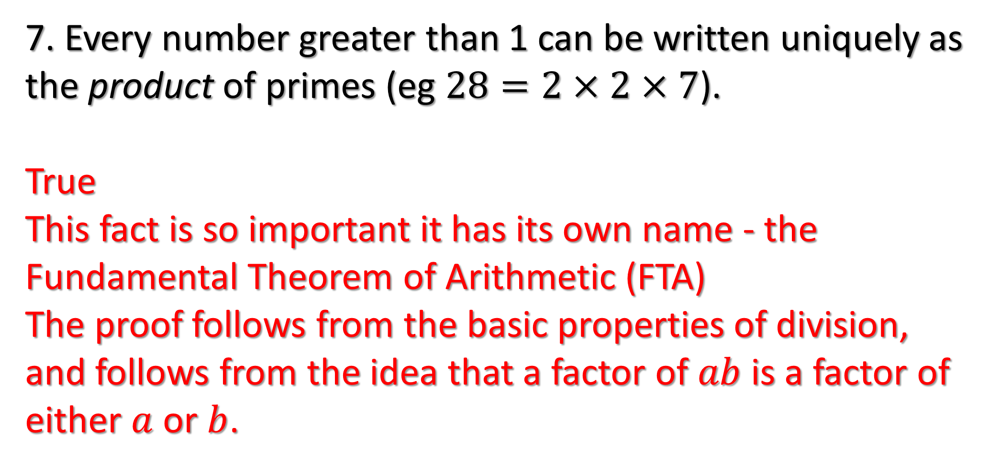 7. Every number greater than 1 can be written uniquely as
the product of primes (eg 28 = 2 × 2 × 7).
True
This fact is so important it has its own name - the
Fundamental Theorem of Arithmetic (FTA)
The proof follows from the basic properties of division,
and follows from the idea that a factor of ab is a factor of
either a or b.